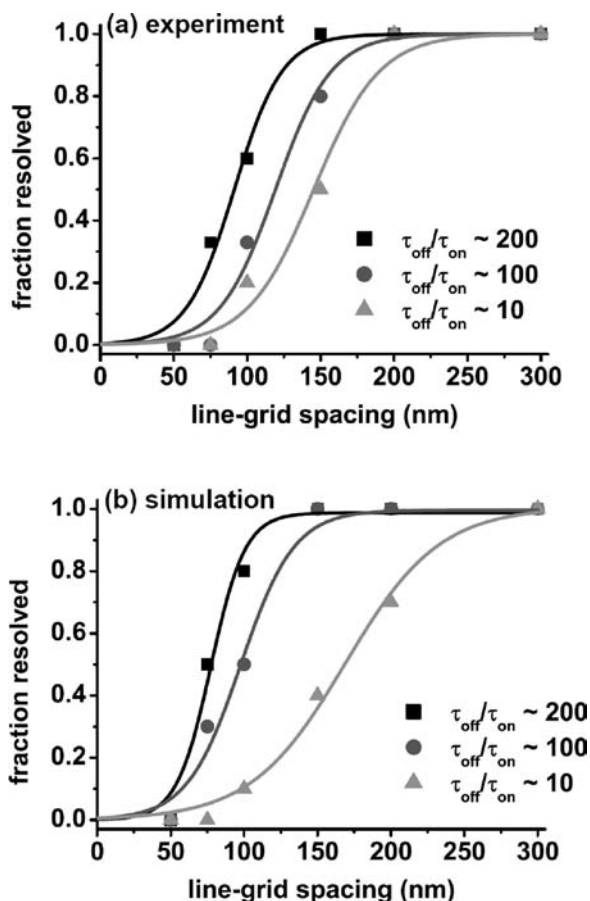 (a) experiment
fraction resolved
1.0
0.8
0.6
0.4
0.2
0.0
τoff/τon ~ 200
τoff/τon ~ 100
τoff/τon ~ 10
0 50 100 150 200 250 300
line-grid spacing (nm)
(b) simulation
fraction resolved
1.0
0.8
0.6
0.4
0.2
0.0
τoff/τon ~ 200
τoff/τon ~ 100
τoff/τon ~ 10
0 50 100 150 200 250 300
line-grid spacing (nm)